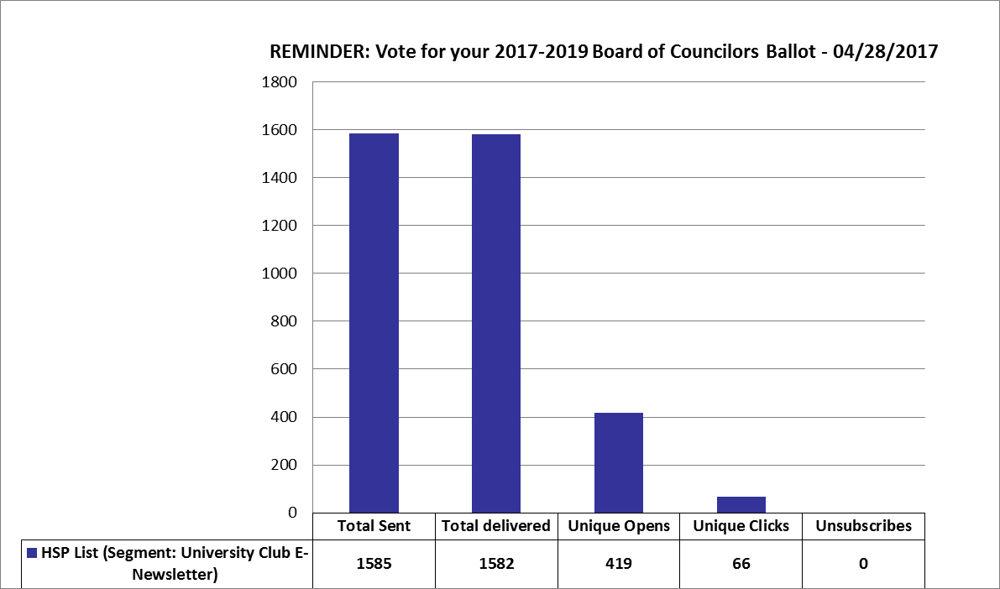 REMINDER: Vote for your 2017-2019 Board of Councilors Ballot - 04/28/2017
1800
1600
1400
1200
1000
800
600
400
200
0
Total Sent Total delivered Unique Opens Unique Clicks Unsubscribes
HSP List (Segment: University Club E-
Newsletter)
1585 1582 419 66 0